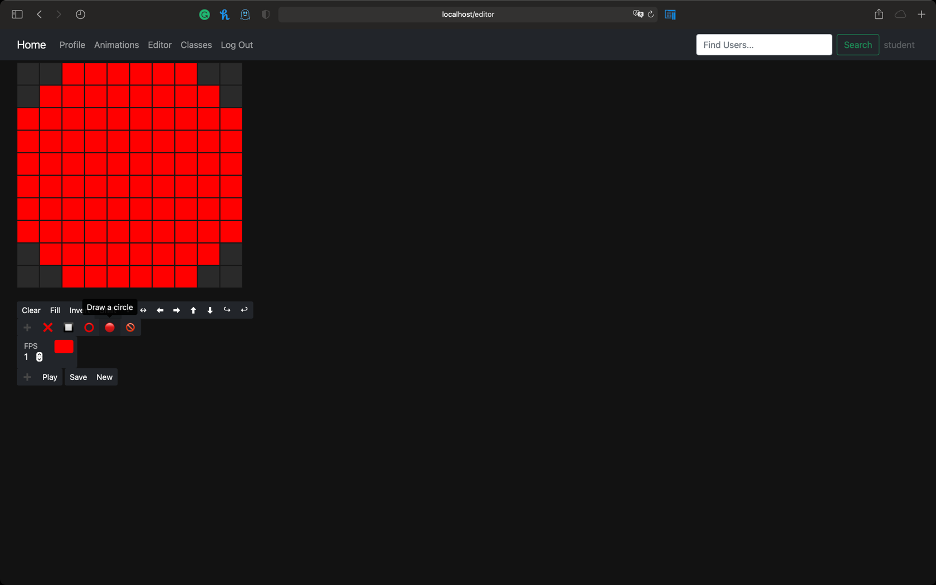 localhost/editor
Home Profile Animations Editor Classes Log Out Find Users... Search student
Draw a circle
Clear Fill Inve
FPS
1
Play Save New